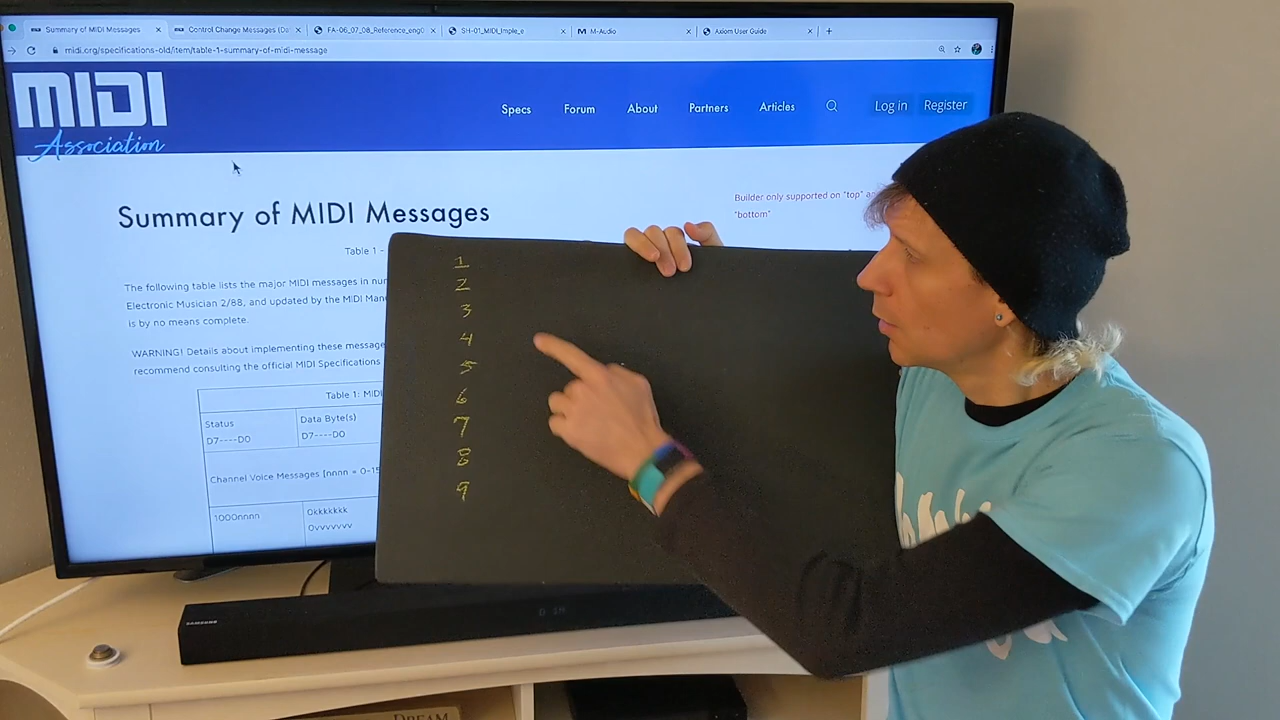 Summary of MIDI Messages
Control Change Messages (Da
FA-06_07_08_Reference_eng0
SH-01_MIDI_Imple_e
M-Audio
Axiom User Guide
midi.org/specifications-old/item/table-1-summary-of-midi-message
MIDI
Association
Specs
Forum
About
Partners
Articles
Log in
Register
Summary of MIDI Messages
Builder only supported on "top" a
"bottom"
Table 1 -
The following table lists the major MIDI messages in nu
Electronic Musician 2/88, and updated by the MIDI Man
is by no means complete.
WARNING! Details about implementing these message
recommend consulting the official MIDI Specifications
Table 1: MIDI
Status
D7----D0
Data Byte(s)
D7----D0
Channel Voice Messages [nnnn = 0-15
1000nnnn
0kkkkkkk
0vvvvvvv
1
2
3
4
5
6
7
8
9
SAMSUNG
DREAM